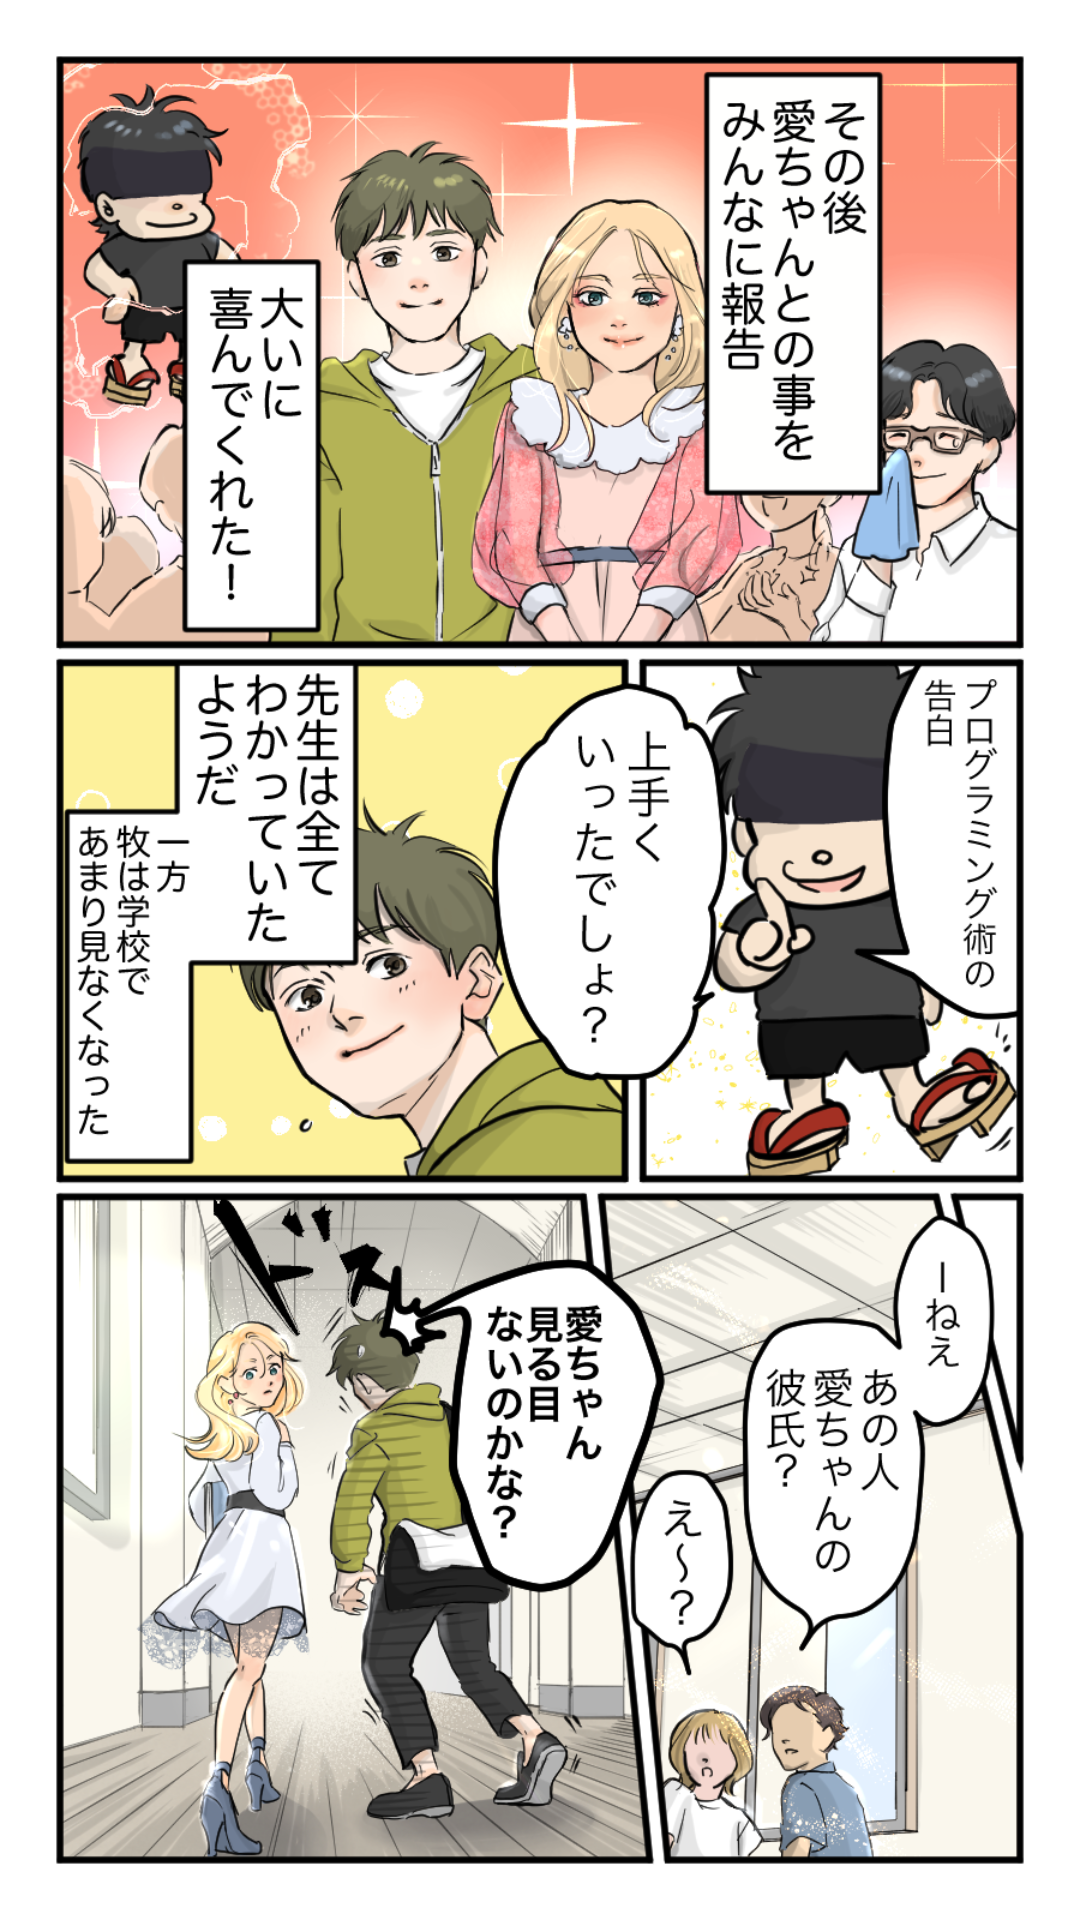 その後
愛ちゃんとの事を
みんなに報告
大いに
喜んでくれた！
プログラミング術の
告白
上手く
いったでしょ？
先生は全て
わかっていた
ようだ
一方
牧は学校で
あまり見なくなった
ーねえ
あの人
愛ちゃんの
彼氏？
え〜？
愛ちゃん
見る目
ないのかな？
ドスッ